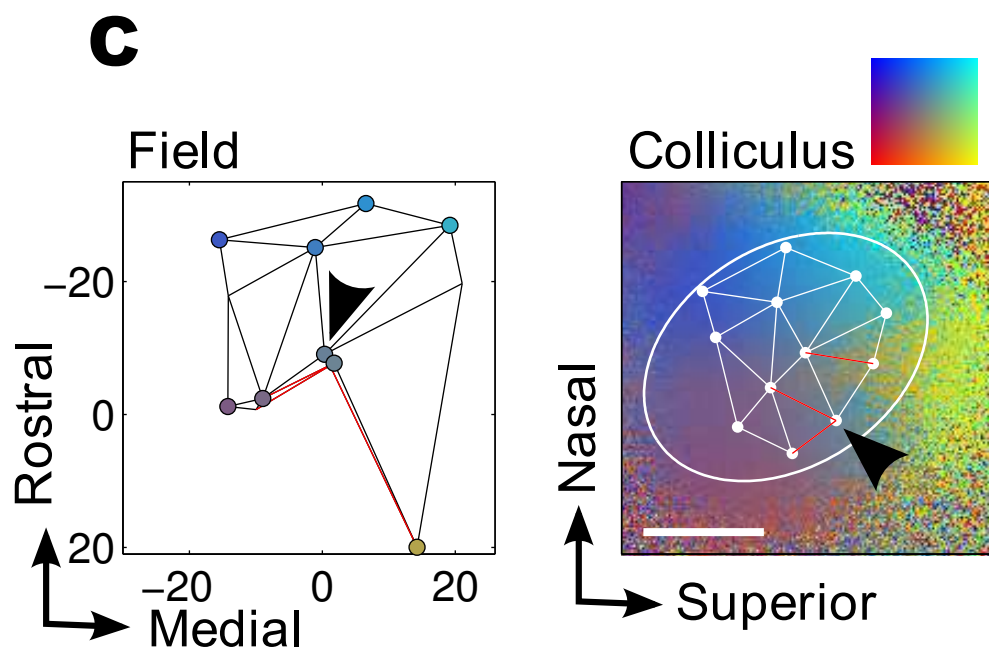 C
Field
Colliculus
−20
0
20
−20 0 20
Rostral
Medial
Nasal
Superior